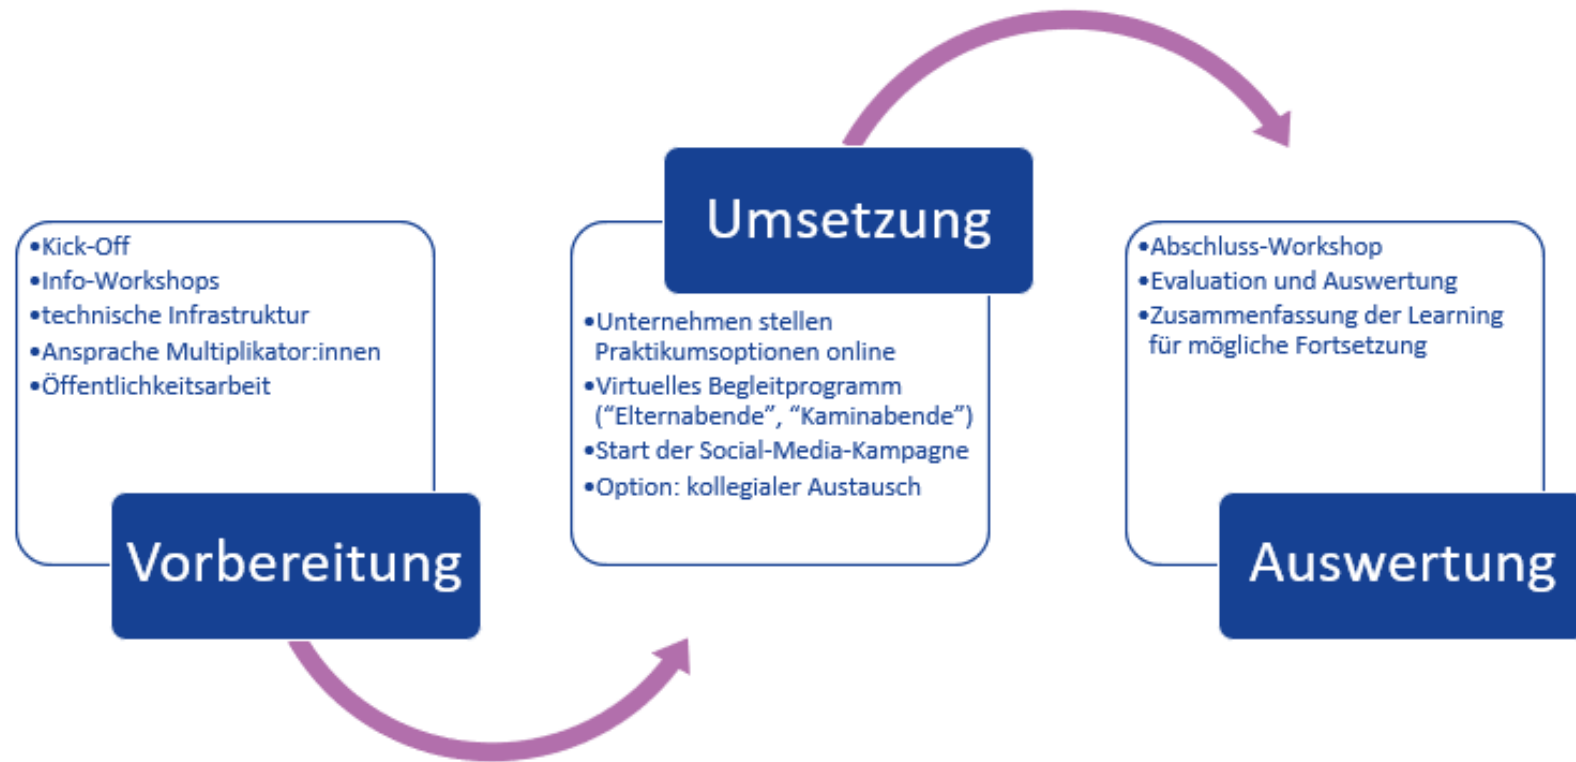 •Kick-Off
•Info-Workshops
•technische Infrastruktur
•Ansprache Multiplikator:innen
•Öffentlichkeitsarbeit
Vorbereitung
Umsetzung
•Unternehmen stellen
Praktikumsoptionen online
•Virtuelles Begleitprogramm
(“Elternabende”, “Kaminabende”)
•Start der Social-Media-Kampagne
•Option: kollegialer Austausch
•Abschluss-Workshop
•Evaluation und Auswertung
•Zusammenfassung der Learning
für mögliche Fortsetzung
Auswertung